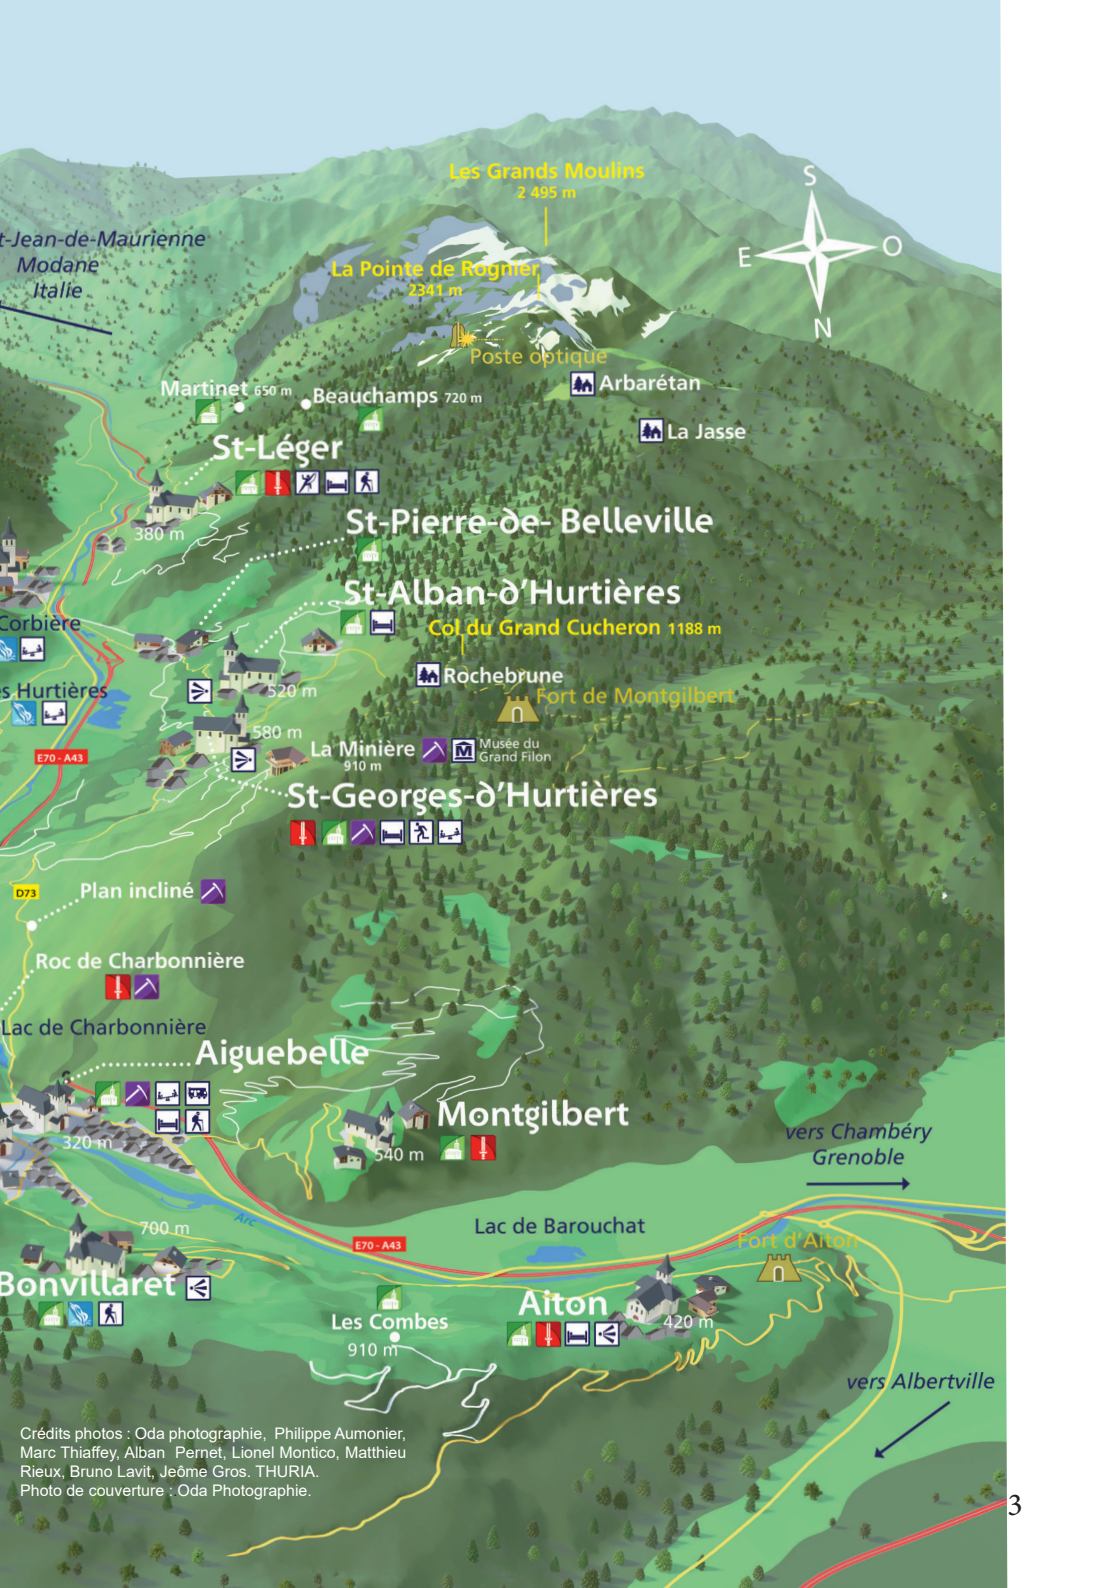 Les Grands Moulins
2 495 m
S
E
O
N
t-Jean-de-Maurienne
Modane
Italie
La Pointe de Rognier
2341 m
Poste optique
Arbarétan
Martinet 650 m
Beauchamps 720 m
La Jasse
St-Léger
380 m
St-Pierre-de- Belleville
St-Alban-d'Hurtières
Corbière
Col du Grand Cucheron 1188 m
Rochebrune
s Hurtières
520 m
Fort de Montgilbert
580 m
La Minière
910 m
Musée du
Grand Filon
E70 - A43
St-Georges-d'Hurtières
D73
Plan incliné
Roc de Charbonnière
Lac de Charbonnière
Aiguebelle
320 m
Montgilbert
540 m
vers Chambéry
Grenoble
Arc
700 m
Lac de Barouchat
E70 - A43
Fort d'Aiton
Bonvillaret
Les Combes
910 m
Aiton
420 m
vers Albertville
Crédits photos : Oda photographie, Philippe Aumonier,
Marc Thiaffey, Alban Pernet, Lionel Montico, Matthieu
Rieux, Bruno Lavit, Jeôme Gros. THURIA.
Photo de couverture : Oda Photographie.
3